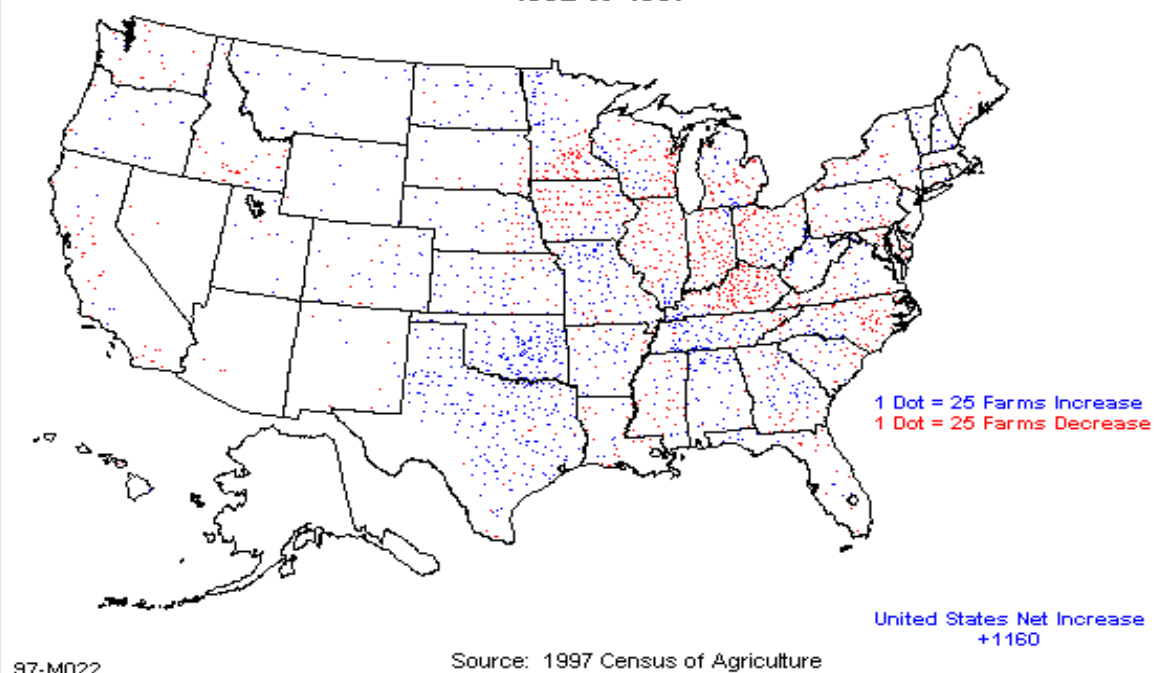 1 Dot = 25 Farms Increase
1 Dot = 25 Farms Decrease
United States Net Increase
+1160
Source: 1997 Census of Agriculture
97-M022